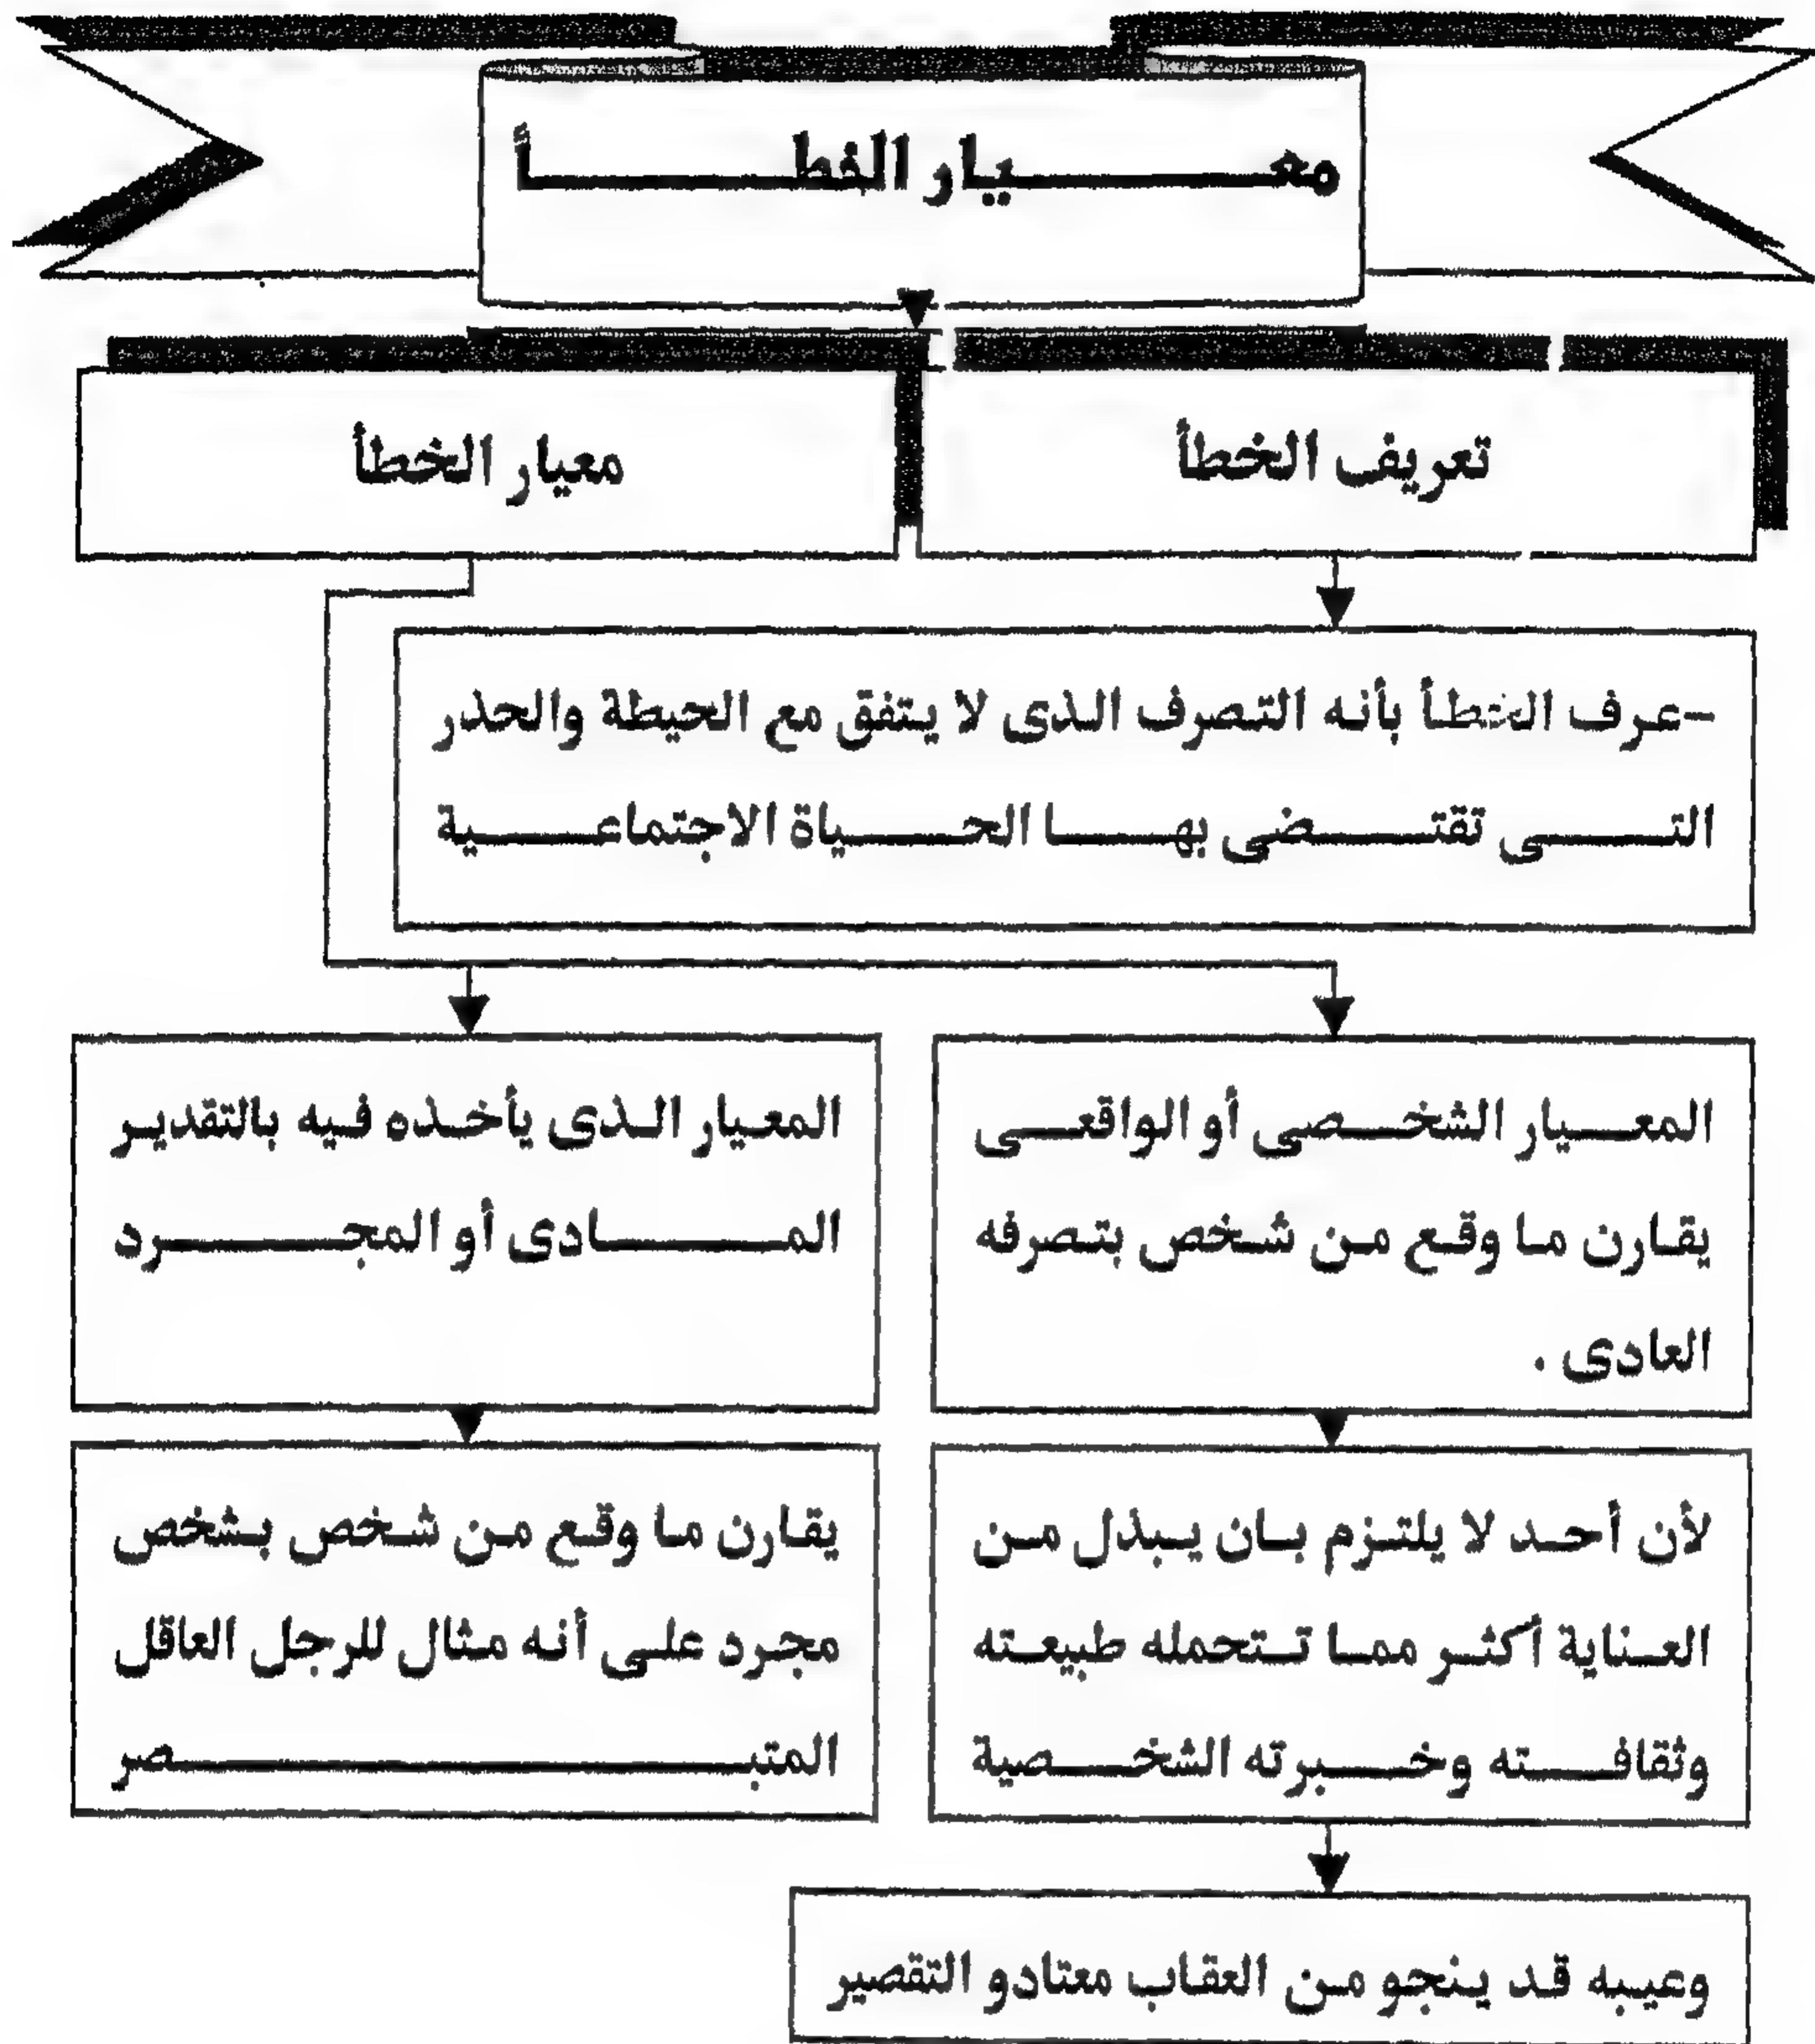 معيار الخطأ
تعريف الخطأ
معيار الخطأ
-عرف الخطأ بأنه التصرف الذى لا يتفق مع الحيطة والحذر
التى تقتضى بها الحياة الاجتماعية
المعيار الشخصى أو الواقعى
يقارن ما وقع من شخص بتصرفه
العادى .
المعيار الذى يأخذه فيه بالتقدير
المادى أو المجرد
لأن أحد لا يلتزم بان يبذل من
العناية أكثر مما تتحمله طبيعته
وثقافته وخبرته الشخصية
يقارن ما وقع من شخص بشخص
مجرد على أنه مثال للرجل العاقل
المتبصر
وعيبه قد ينجو من العقاب معتادو التقصير